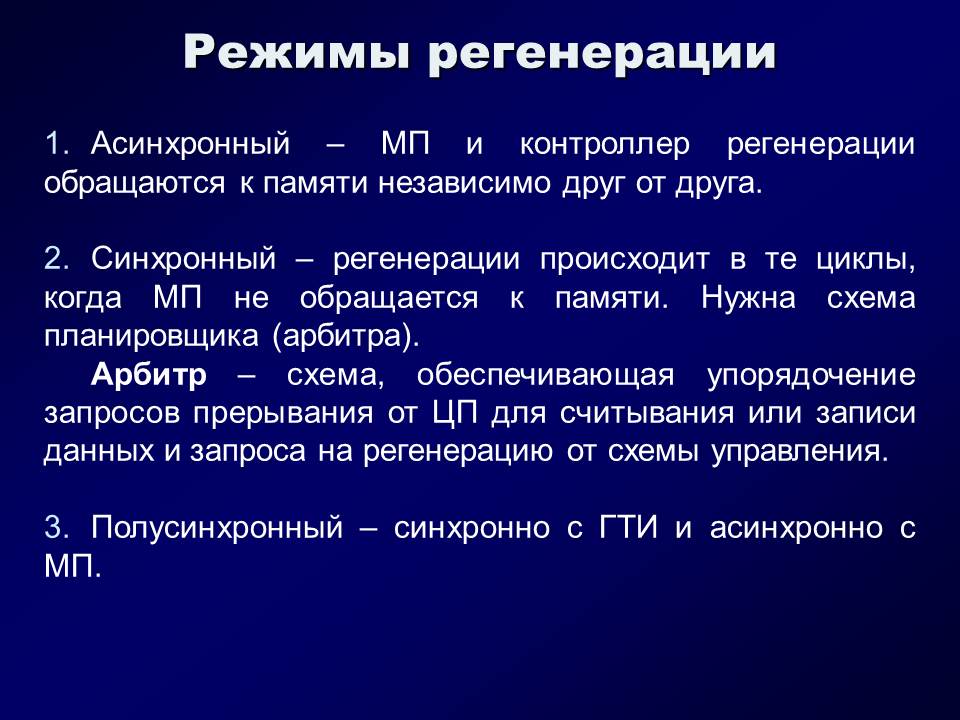 Режимы регенерации
1. Асинхронный – МП и контроллер регенерации
обращаются к памяти независимо друг от друга.
2. Синхронный – регенерации происходит в те циклы,
когда МП не обращается к памяти. Нужна схема
планировщика (арбитра).
Арбитр – схема, обеспечивающая упорядочение
запросов прерывания от ЦП для считывания или записи
данных и запроса на регенерацию от схемы управления.
3. Полусинхронный – синхронно с ГТИ и асинхронно с
МП.